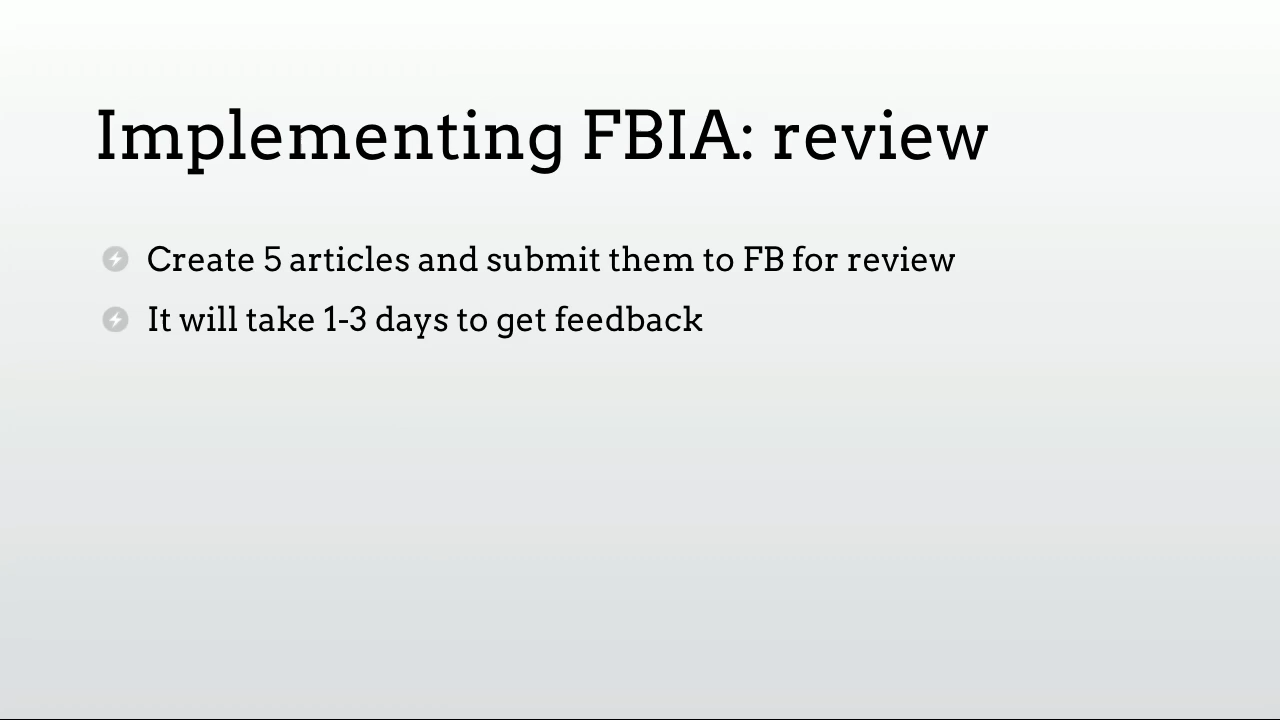 Implementing FBIA: review
Create 5 articles and submit them to FB for review
It will take 1-3 days to get feedback